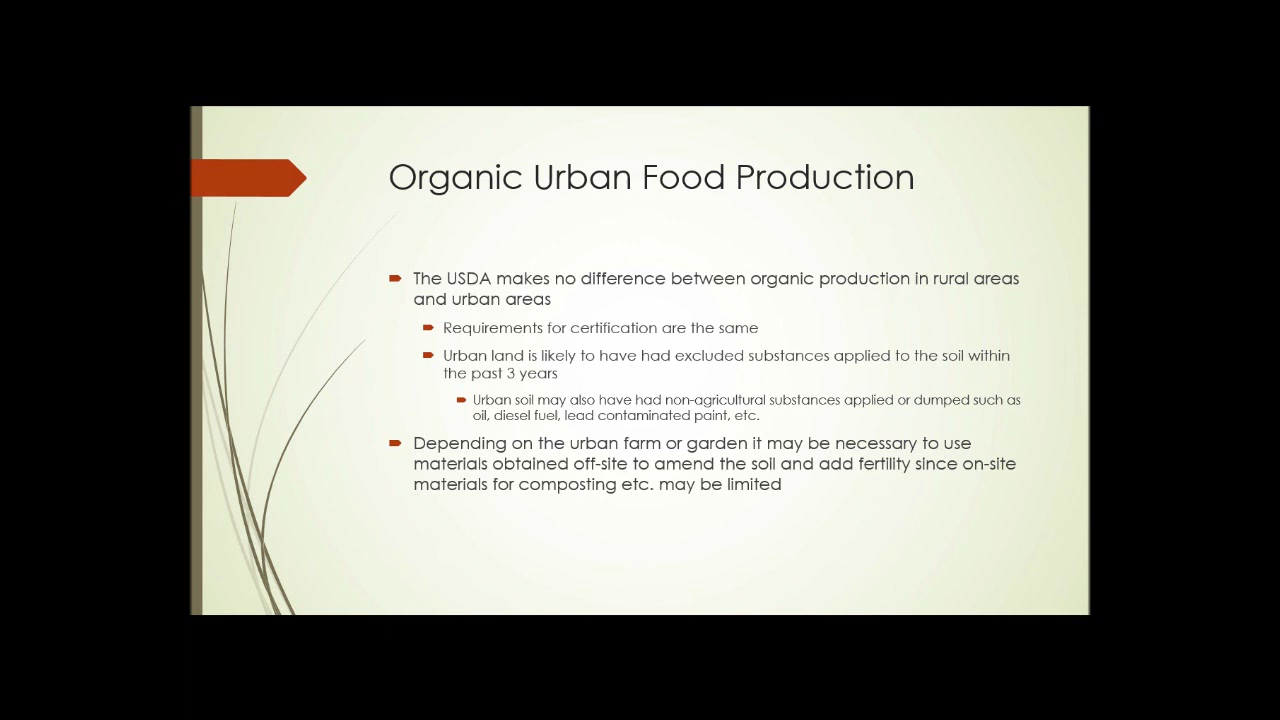 Organic Urban Food Production
The USDA makes no difference between organic production in rural areas
and urban areas
Requirements for certification are the same
Urban land is likely to have had excluded substances applied to the soil within
the past 3 years
Urban soil may also have had non-agricultural substances applied or dumped such as
oil, diesel fuel, lead contaminated paint, etc.
Depending on the urban farm or garden it may be necessary to use
materials obtained off-site to amend the soil and add fertility since on-site
materials for composting etc. may be limited